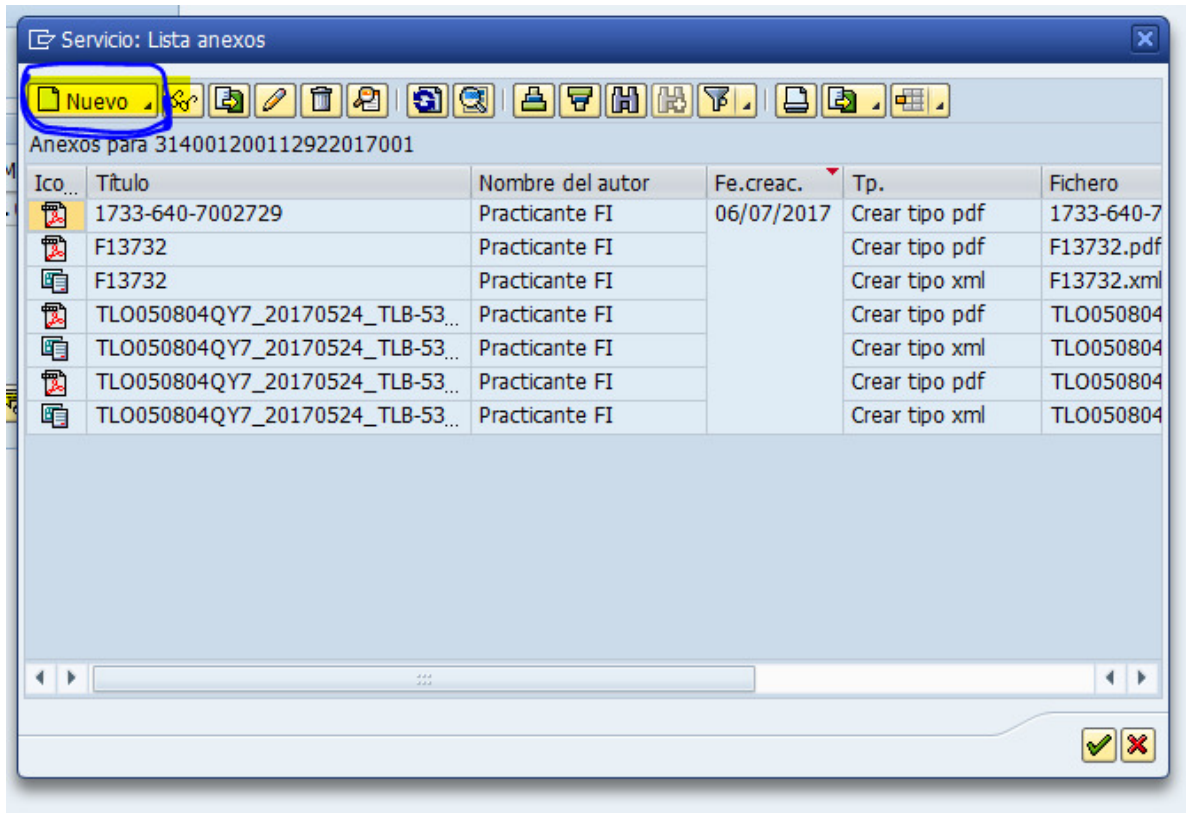 Servicio: Lista anexos
Nuevo
Anexos para 314001200112922017001
Ico... Título Nombre del autor Fe.creac. Tp. Fichero
1733-640-7002729 Practicante FI 06/07/2017 Crear tipo pdf 1733-640-7
F13732 Practicante FI Crear tipo pdf F13732.pdf
F13732 Practicante FI Crear tipo xml F13732.xml
TLO050804QY7_20170524_TLB-53... Practicante FI Crear tipo pdf TLO050804
TLO050804QY7_20170524_TLB-53... Practicante FI Crear tipo xml TLO050804
TLO050804QY7_20170524_TLB-53... Practicante FI Crear tipo pdf TLO050804
TLO050804QY7_20170524_TLB-53... Practicante FI Crear tipo xml TLO050804